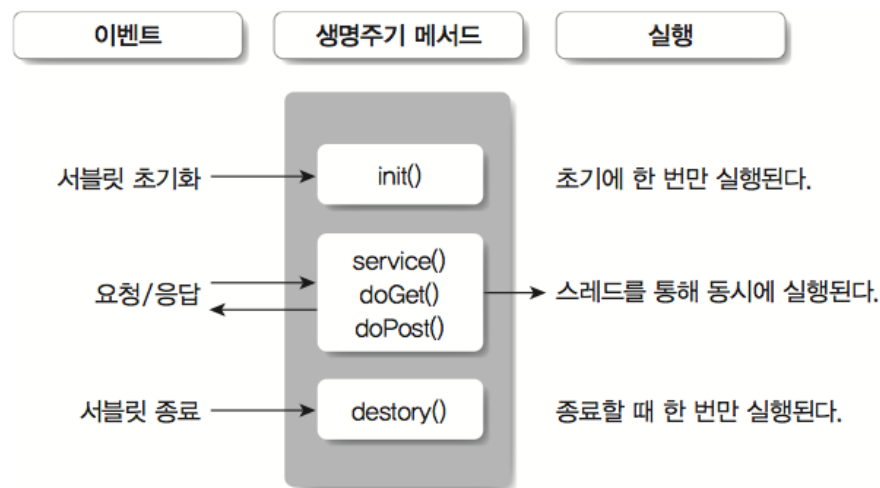 이벤트
생명주기 메서드
실행
서블릿 초기화
init()
초기에 한 번만 실행된다.
요청/응답
service()
doGet()
doPost()
스레드를 통해 동시에 실행된다.
서블릿 종료
destory()
종료할 때 한 번만 실행된다.